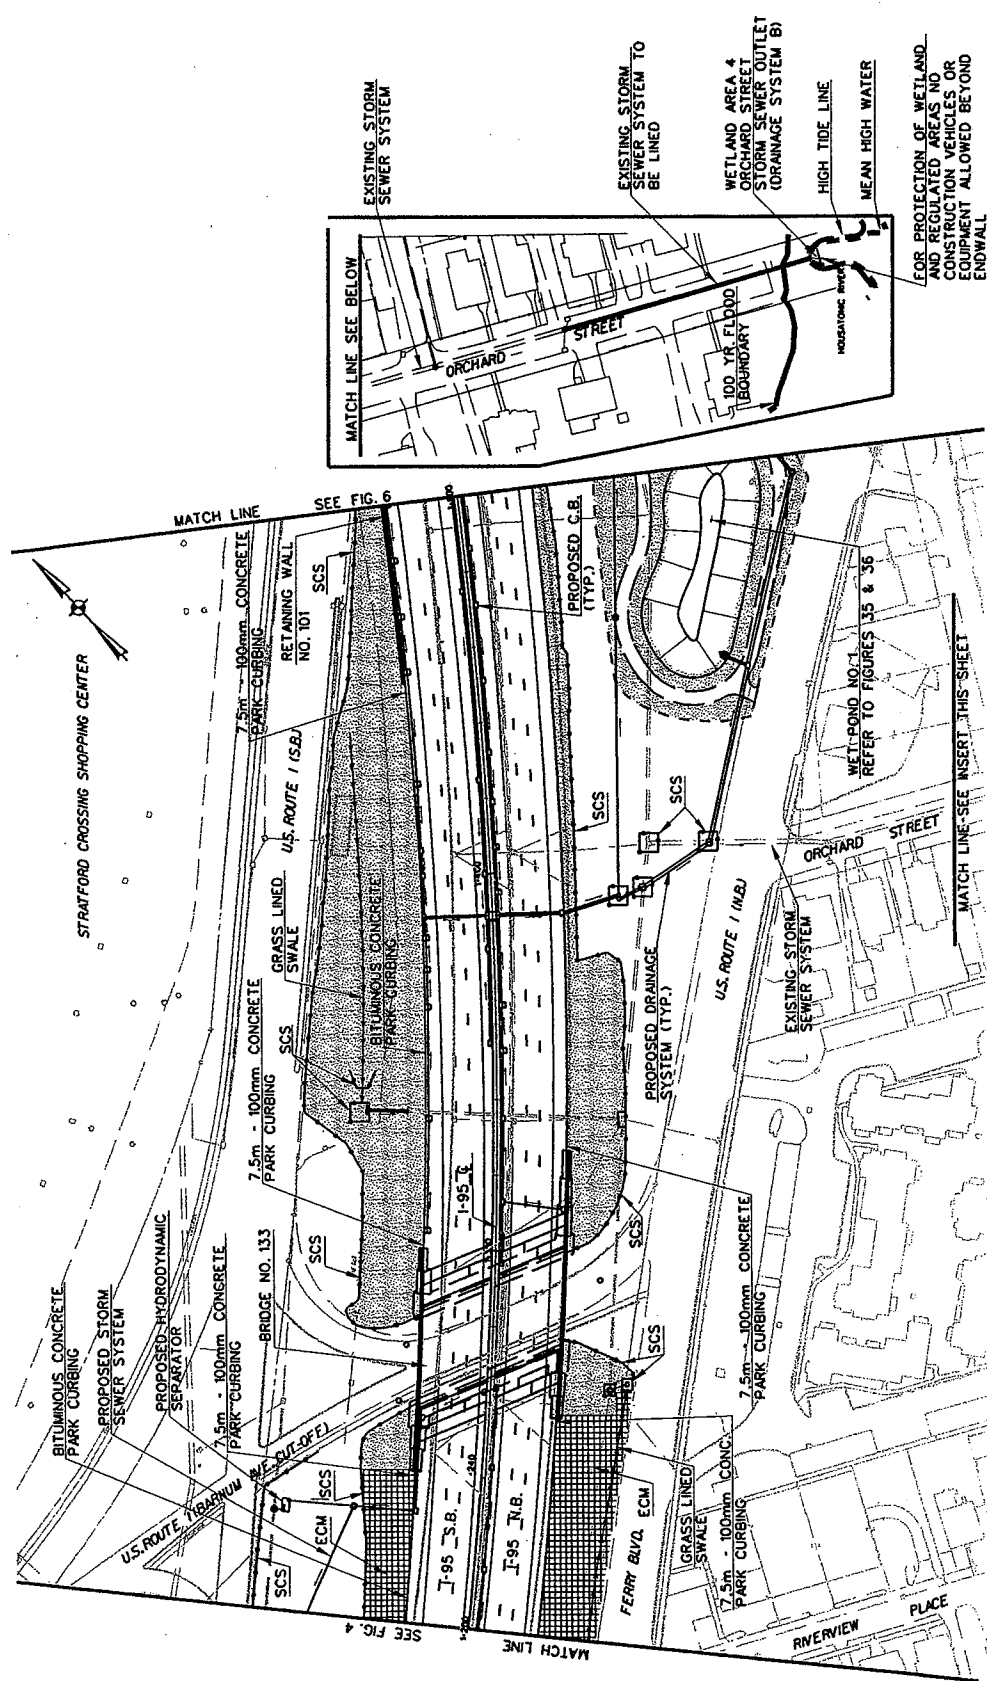 EXISTING STORM
SEWER SYSTEM
EXISTING STORM
SEWER SYSTEM TO
BE LINED
WETLAND AREA 4
ORCHARD STREET
STORM SEWER OUTLET
(DRAINAGE SYSTEM B)
HIGH TIDE LINE
MEAN HIGH WATER
FOR PROTECTION OF WETLAND
AND REGULATED AREAS NO
CONSTRUCTION VEHICLES OR
EQUIPMENT ALLOWED BEYOND
ENDWALL
MATCH LINE SEE BELOW
ORCHARD STREET
100 YR. FLOOD
BOUNDARY
HOUSATONIC RIVER
MATCH LINE SEE FIG. 6
STRATFORD CROSSING SHOPPING CENTER
7.5m - 100mm CONCRETE
PARK CURBING
U.S. ROUTE 1 (S.B.)
RETAINING WALL
NO. 101
SCS
GRASS LINED
SWALE
BITUMINOUS CONCRETE
PARK CURBING
SCS
7.5m - 100mm CONCRETE
PARK CURBING
SCS
BRIDGE NO. 133
7.5m - 100mm CONCRETE
PARK CURBING
PROPOSED HYDRODYNAMIC
SEPARATOR
PROPOSED STORM
SEWER SYSTEM
BITUMINOUS CONCRETE
PARK CURBING
U.S. ROUTE 1 (BARNUM AVE. CUT-OFF)
SCS
ECM
SCS
SEE FIG. 4
MATCH LINE
I-95 S.B.
I-95 N.B.
I-95 ℄
PROPOSED C.B.
(TYP.)
SCS
SCS
PROPOSED DRAINAGE
SYSTEM (TYP.)
U.S. ROUTE 1 (N.B.)
WET POND NO. 1
REFER TO FIGURES 35 & 36
ORCHARD STREET
EXISTING STORM
SEWER SYSTEM
MATCH LINE-SEE INSERT THIS SHEET
SCS
SCS
7.5m - 100mm CONCRETE
PARK CURBING
GRASS LINED
SWALE
7.5m - 100mm CONC.
PARK CURBING
FERRY BLVD.
ECM
RIVERVIEW PLACE